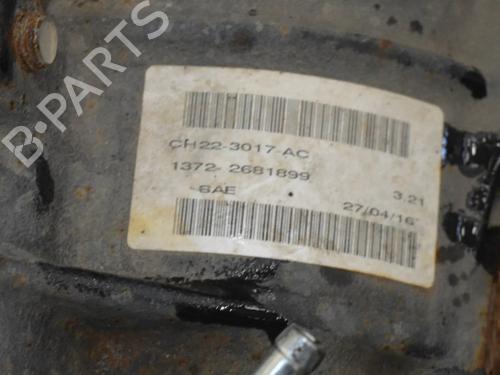 B-PARTS
CH22-3017-AC
1372- 2681899
3.21
SAE
27/04/16